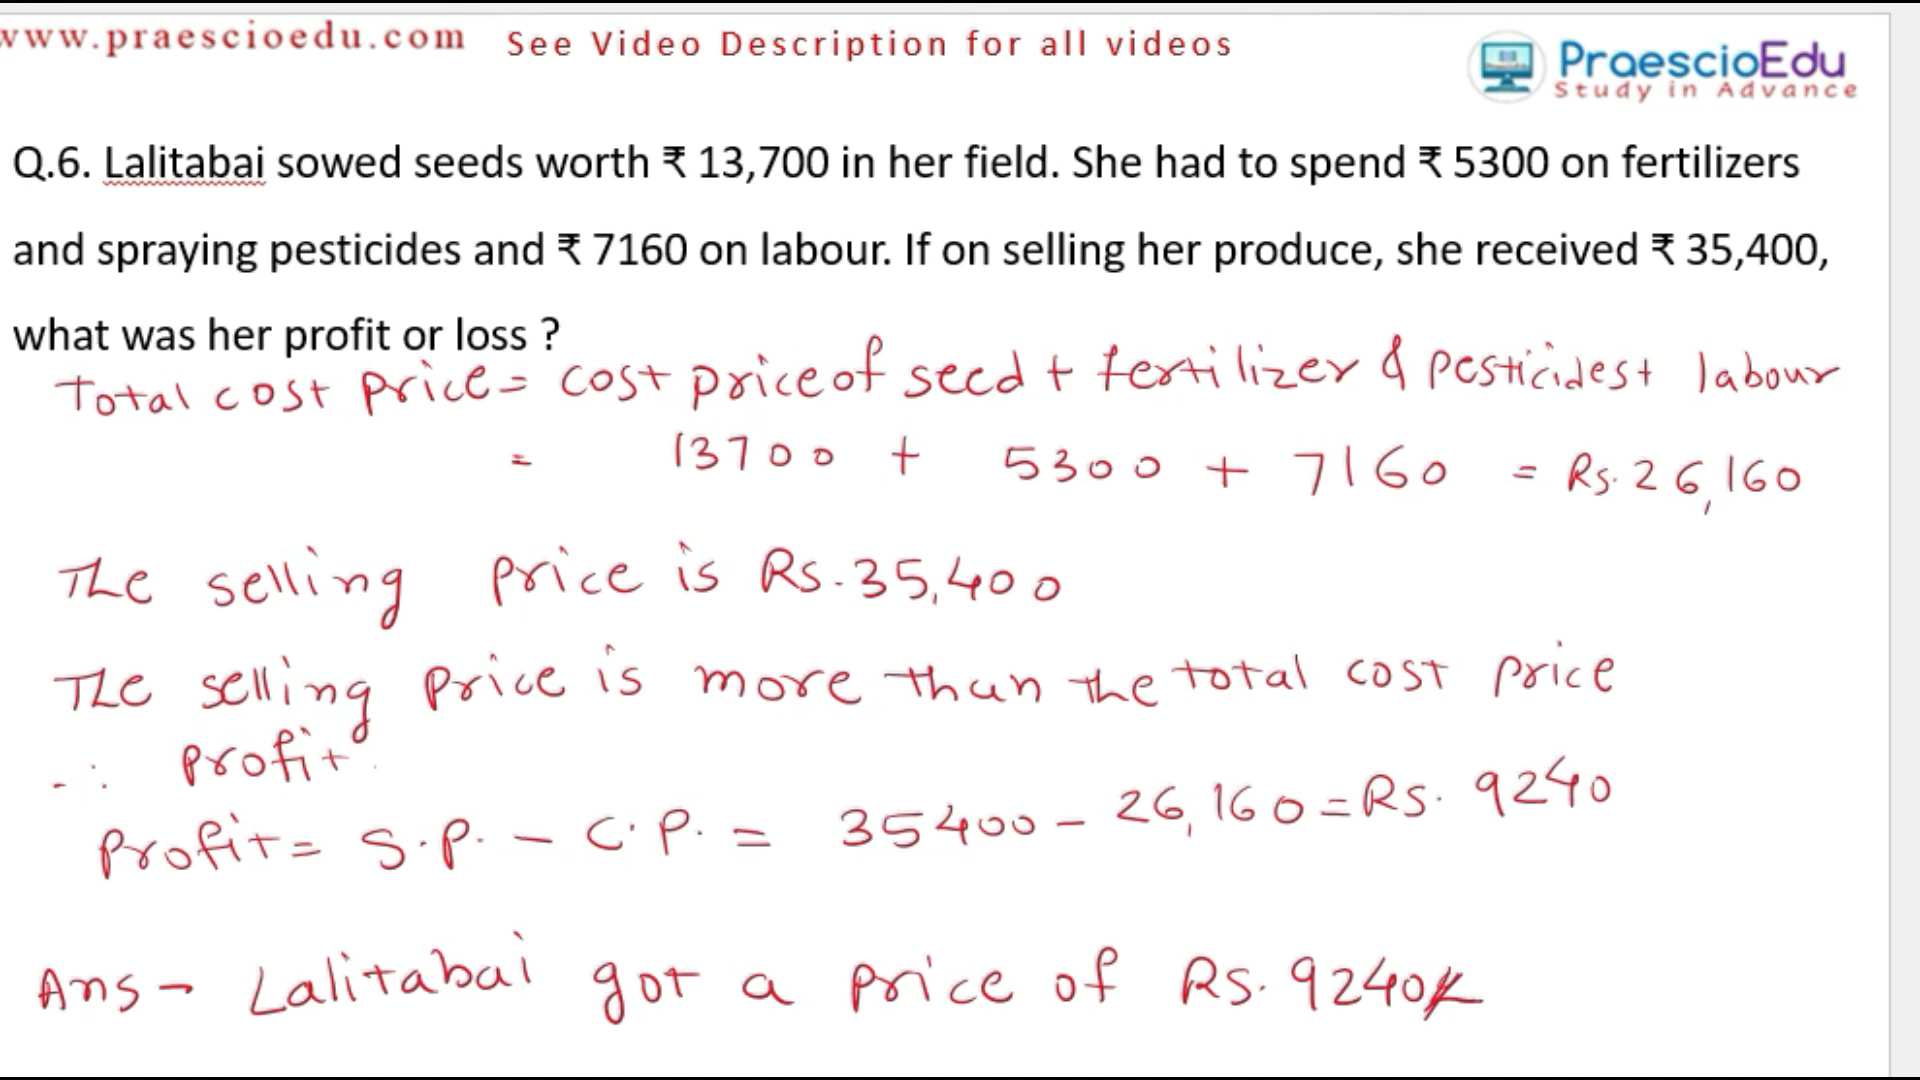 www.praescioedu.com See Video Description for all videos
PraescioEdu
Study in Advance
Q.6. Lalitabai sowed seeds worth ₹ 13,700 in her field. She had to spend ₹ 5300 on fertilizers
and spraying pesticides and ₹ 7160 on labour. If on selling her produce, she received ₹ 35,400,
what was her profit or loss ?
Total cost price = cost price of seed + fertilizer & pesticides + labour
= 13700 + 5300 + 7160 = Rs. 26,160
The selling price is Rs. 35,400
The selling price is more than the total cost price
∴ profit.
Profit = S.P. - C.P. = 35400 - 26,160 = Rs. 9240
Ans - Lalitabai got a price of Rs. 9240